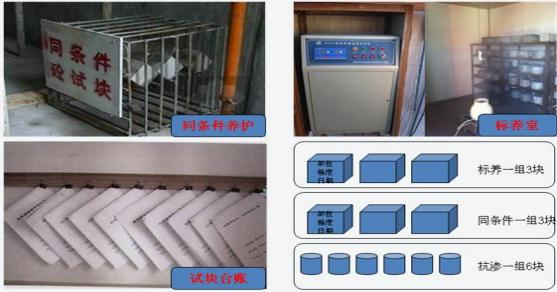 同条件
砼试块
同条件养护
标养室
试块台账
部位
强度
日期
标养一组3块
部位
强度
日期
同条件一组3块
抗渗一组6块